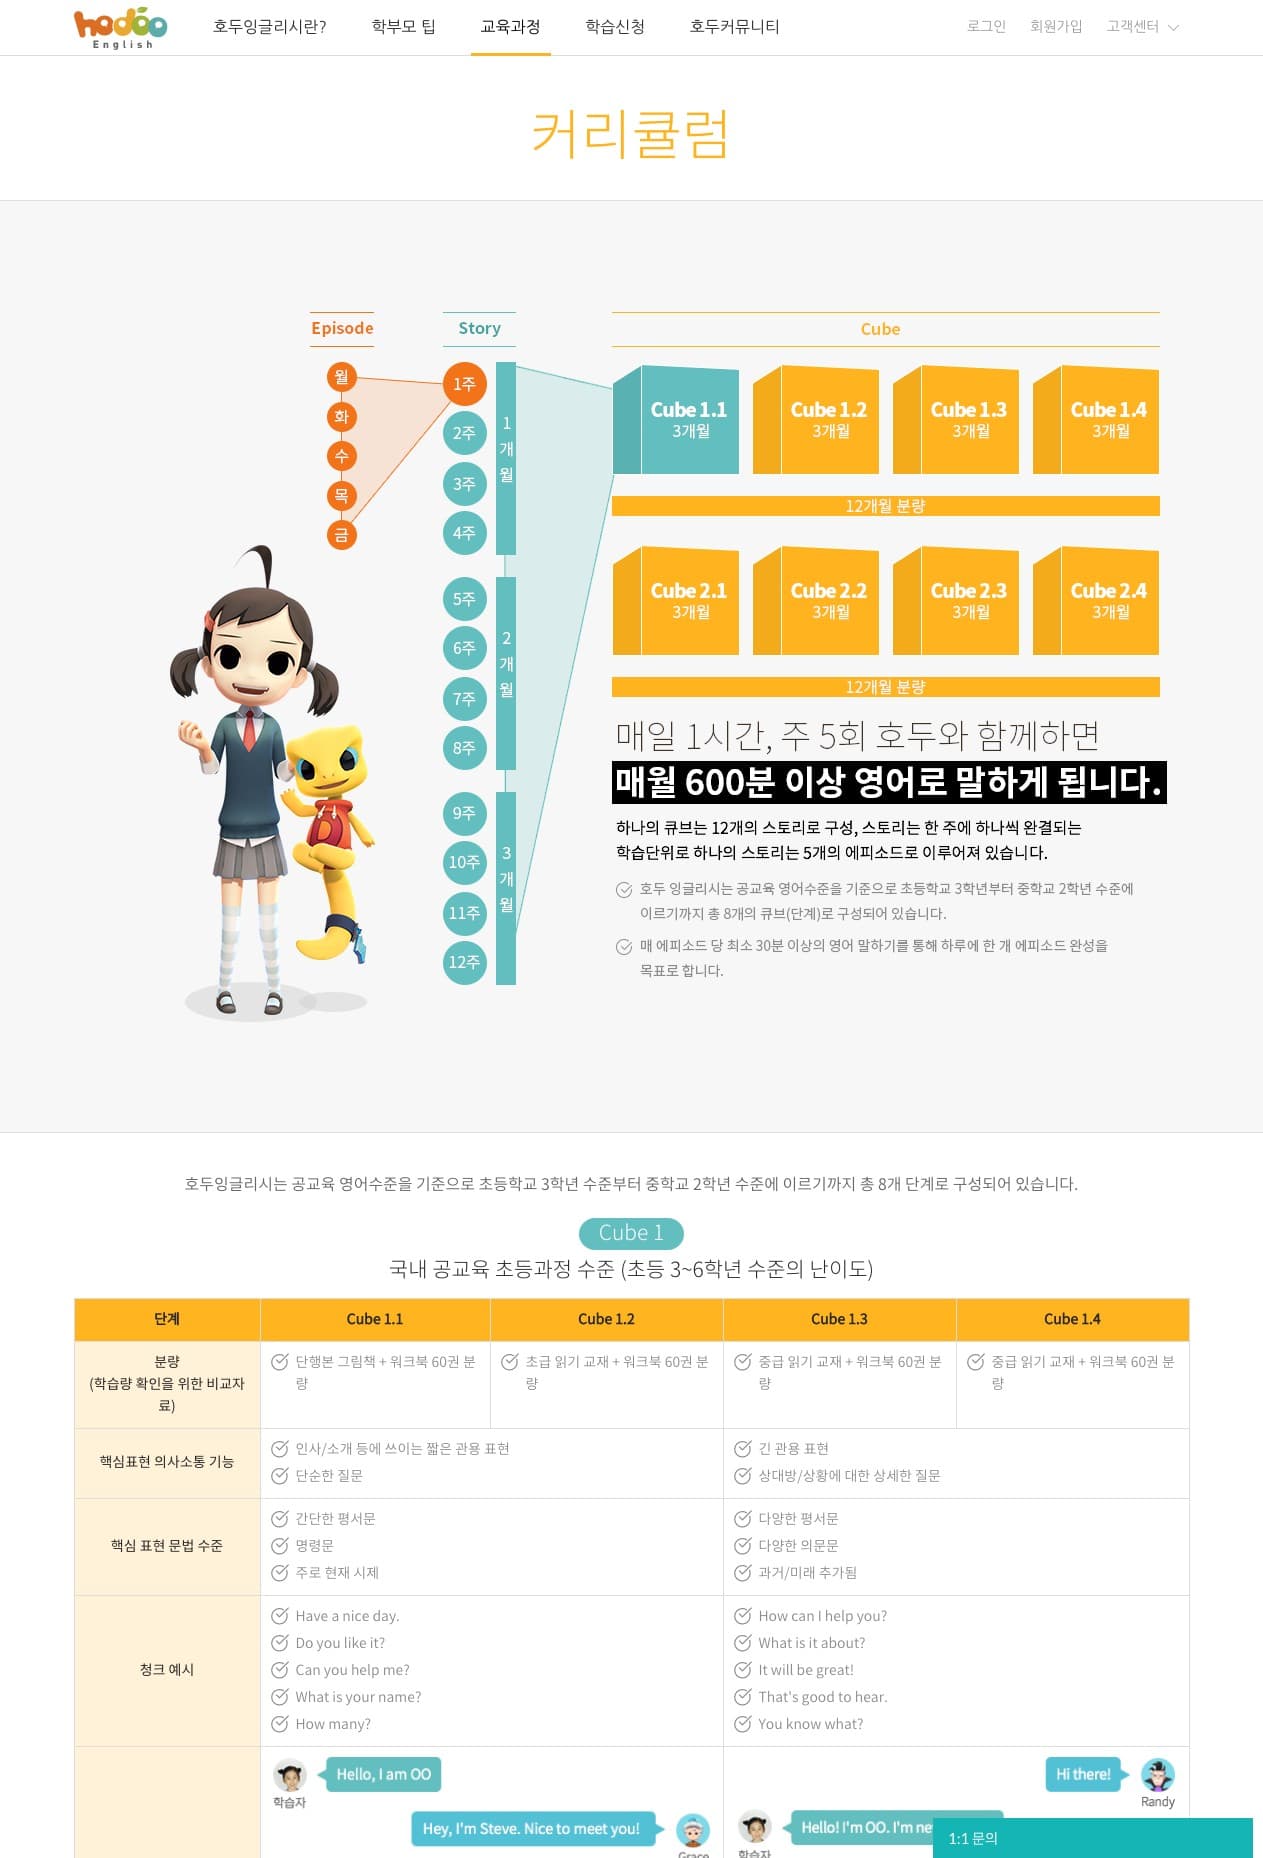 hodoo
English
호두잉글리시란?
학부모 팁
교육과정
학습신청
호두커뮤니티
로그인
회원가입
고객센터
커리큘럼
Episode
Story
Cube
월
화
수
목
금
1주
2주
3주
4주
1개월
5주
6주
7주
8주
2개월
9주
10주
11주
12주
3개월
Cube 1.1
3개월
Cube 1.2
3개월
Cube 1.3
3개월
Cube 1.4
3개월
12개월 분량
Cube 2.1
3개월
Cube 2.2
3개월
Cube 2.3
3개월
Cube 2.4
3개월
12개월 분량
매일 1시간, 주 5회 호두와 함께하면
매월 600분 이상 영어로 말하게 됩니다.
하나의 큐브는 12개의 스토리로 구성, 스토리는 한 주에 하나씩 완결되는
학습단위로 하나의 스토리는 5개의 에피소드로 이루어져 있습니다.
호두 잉글리시는 공교육 영어수준을 기준으로 초등학교 3학년부터 중학교 2학년 수준에
이르기까지 총 8개의 큐브(단계)로 구성되어 있습니다.
매 에피소드 당 최소 30분 이상의 영어 말하기를 통해 하루에 한 개 에피소드 완성을
목표로 합니다.
D
호두잉글리시는 공교육 영어수준을 기준으로 초등학교 3학년 수준부터 중학교 2학년 수준에 이르기까지 총 8개 단계로 구성되어 있습니다.
Cube 1
국내 공교육 초등과정 수준 (초등 3~6학년 수준의 난이도)
단계
Cube 1.1
Cube 1.2
Cube 1.3
Cube 1.4
분량
(학습량 확인을 위한 비교자
료)
단행본 그림책 + 워크북 60권 분
량
초급 읽기 교재 + 워크북 60권 분
량
중급 읽기 교재 + 워크북 60권 분
량
중급 읽기 교재 + 워크북 60권 분
량
핵심표현 의사소통 기능
인사/소개 등에 쓰이는 짧은 관용 표현
단순한 질문
긴 관용 표현
상대방/상황에 대한 상세한 질문
핵심 표현 문법 수준
간단한 평서문
명령문
주로 현재 시제
다양한 평서문
다양한 의문문
과거/미래 추가됨
청크 예시
Have a nice day.
Do you like it?
Can you help me?
What is your name?
How many?
How can I help you?
What is it about?
It will be great!
That's good to hear.
You know what?
학습자
Hello, I am OO
Hey, I'm Steve. Nice to meet you!
Grace
Hi there!
Randy
학습자
Hello! I'm OO. I'm
1:1 문의